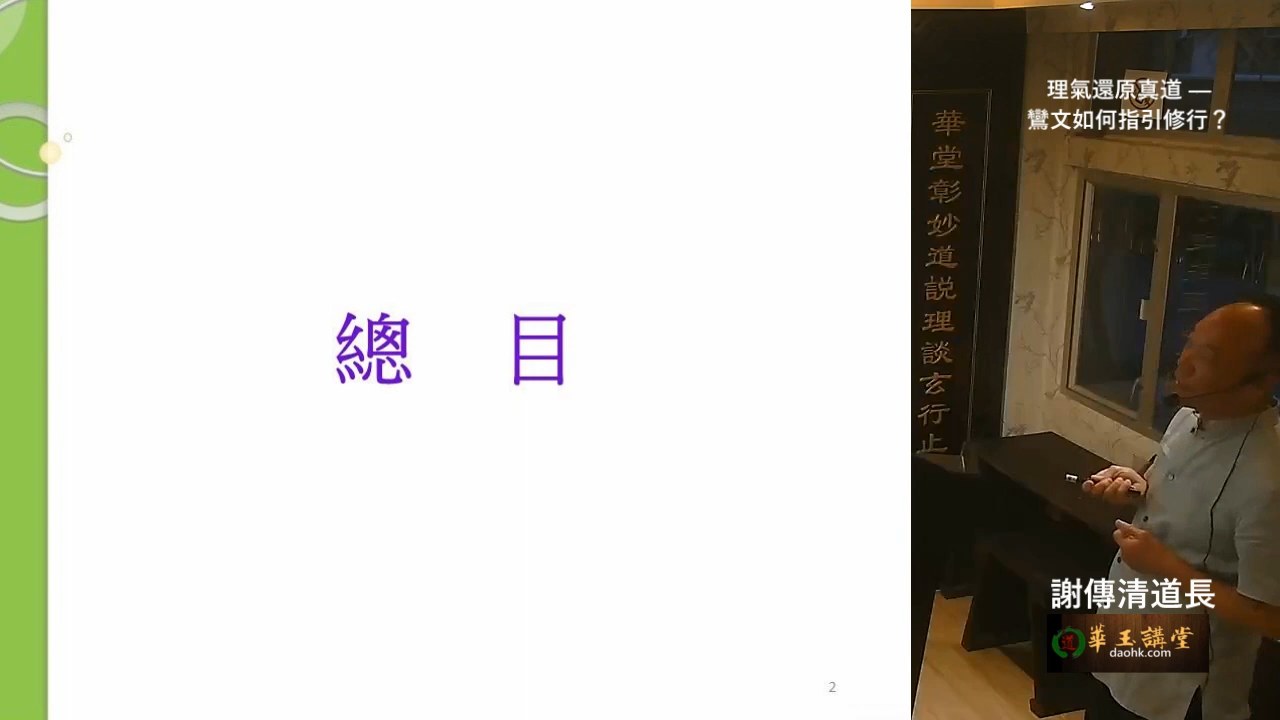 總 目
2
理氣還原真道 —
鸞文如何指引修行？
華堂彰妙道説理談玄行止
謝傳清道長
道
華玉講堂
daohk.com